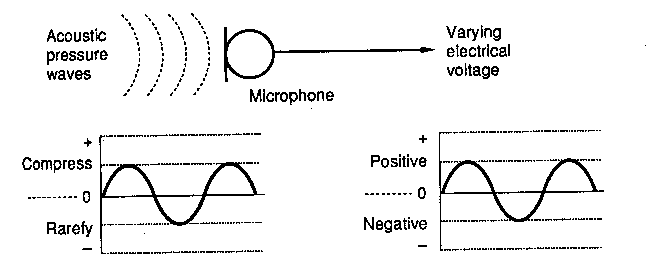 Acoustic
pressure
waves
Varying
electrical
voltage
Microphone
+
Compress
0
Rarefy
–
+
Positive
0
Negative
–